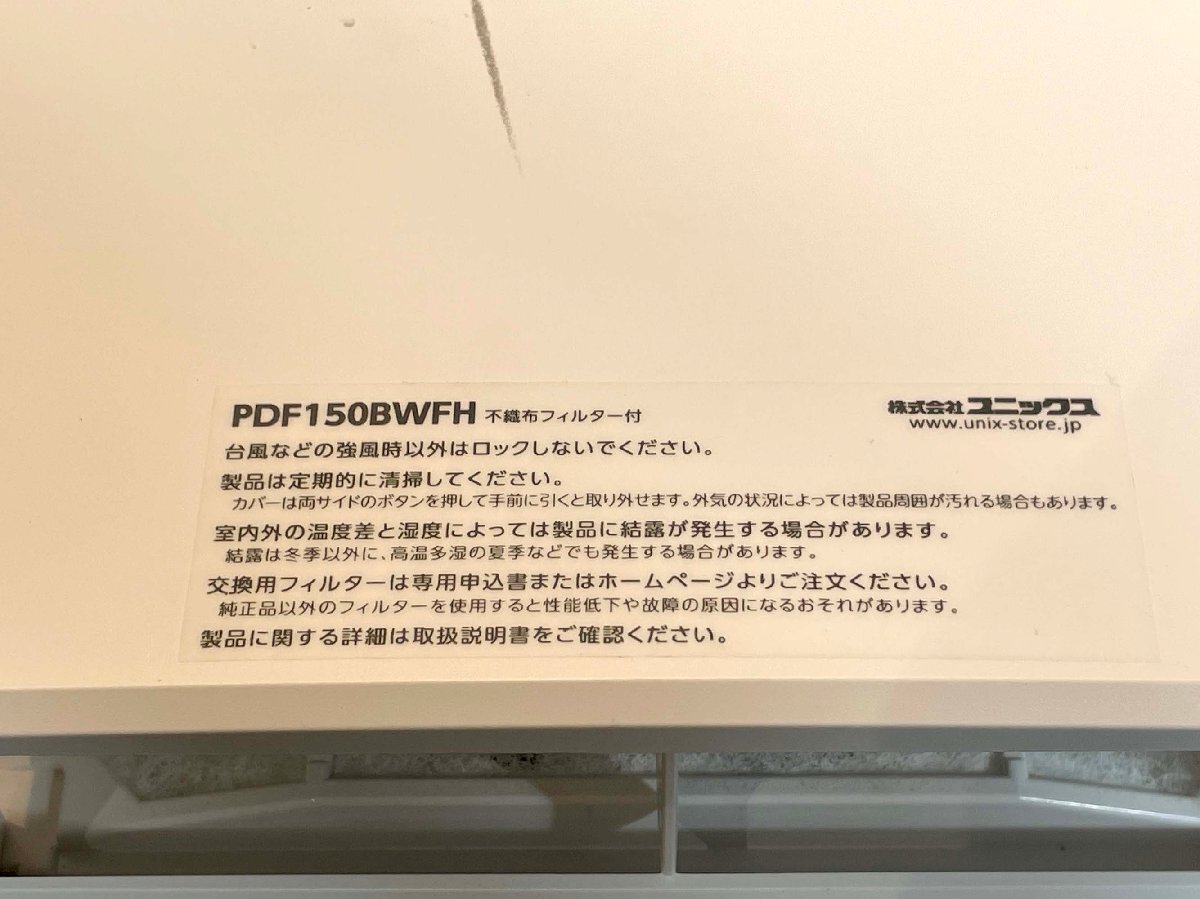 PDF150BWFH 不織布フィルター付
株式会社ユニックス
www.unix-store.jp
台風などの強風時以外はロックしないでください。
製品は定期的に清掃してください。
カバーは両サイドのボタンを押して手前に引くと取り外せます。外気の状況によっては製品周囲が汚れる場合もあります。
室内外の温度差と湿度によっては製品に結露が発生する場合があります。
結露は冬季以外に、高温多湿の夏季などでも発生する場合があります。
交換用フィルターは専用申込書またはホームページよりご注文ください。
純正品以外のフィルターを使用すると性能低下や故障の原因になるおそれがあります。
製品に関する詳細は取扱説明書をご確認ください。